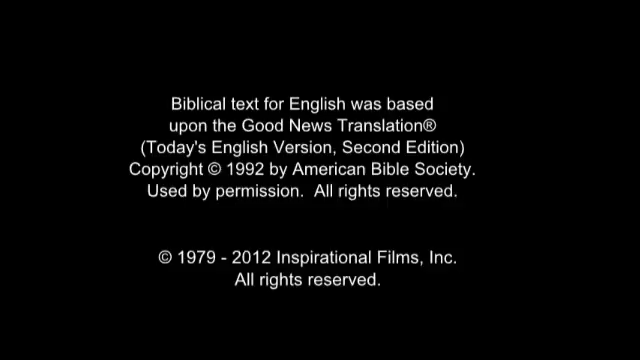 Biblical text for English was based
upon the Good News Translation®
(Today's English Version, Second Edition)
Copyright © 1992 by American Bible Society.
Used by permission.  All rights reserved.
© 1979 - 2012 Inspirational Films, Inc.
All rights reserved.